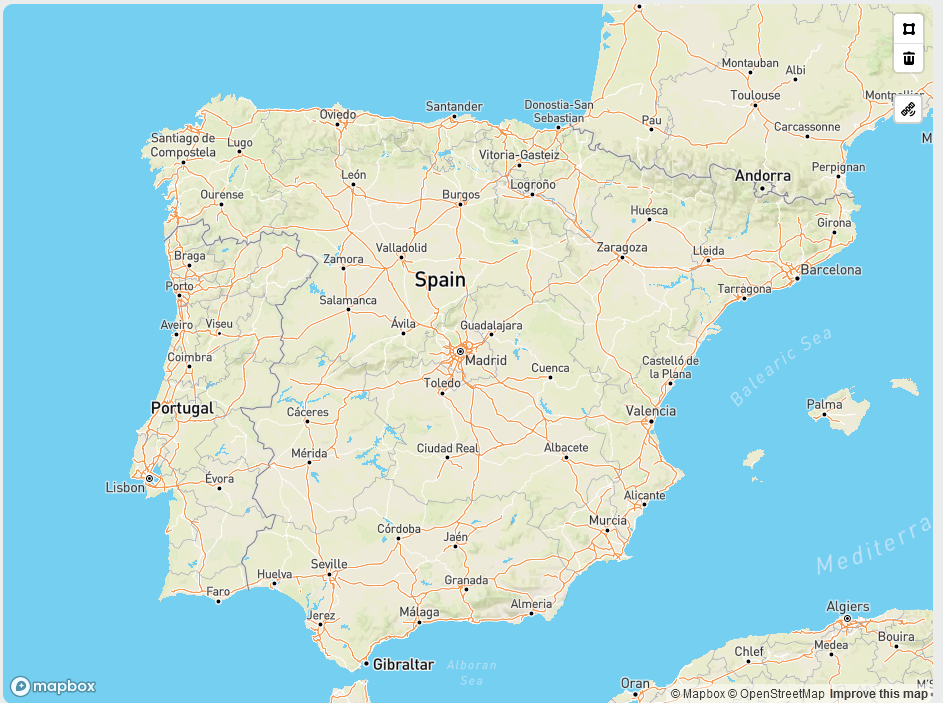 Montauban
Albi
Toulouse
Montpellier
Santander
Donostia-San
Sebastian
Oviedo
Pau
Carcassonne
Santiago de
Compostela
Lugo
Vitoria-Gasteiz
Perpignan
León
Andorra
Logroño
Ourense
Burgos
Huesca
Girona
Valladolid
Zaragoza
Lleida
Braga
Zamora
Barcelona
Spain
Porto
Tarragona
Salamanca
Aveiro
Viseu
Ávila
Guadalajara
Balearic Sea
Coimbra
Madrid
Castelló de
la Plana
Cuenca
Toledo
Portugal
Cáceres
Valencia
Palma
Mérida
Ciudad Real
Albacete
Évora
Lisbon
Alicante
Córdoba
Murcia
Jaén
Mediterra
Seville
Huelva
Granada
Faro
Almeria
Algiers
Jerez
Málaga
Bouira
Medea
Chlef
Gibraltar
Alboran
Sea
Oran
M'S
mapbox
© Mapbox © OpenStreetMap Improve this map